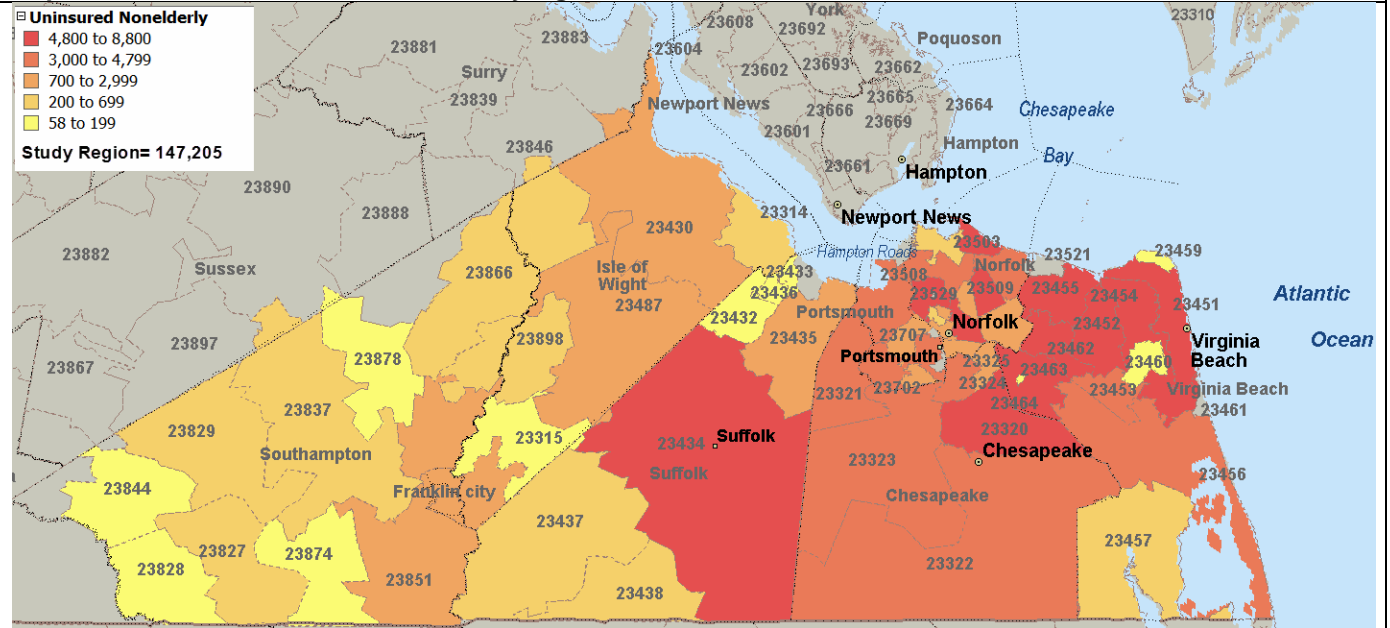 Uninsured Nonelderly
4,800 to 8,800
3,000 to 4,799
700 to 2,999
200 to 699
58 to 199
Study Region= 147,205
York
23608
23692
23310
23883
23881
23604
Poquoson
23602
23693
23662
Surry
23839
Newport News
23666
23665
23664
Chesapeake
23669
23601
Hampton
23846
Bay
23661
Hampton
23890
23888
23314
Newport News
23430
23882
Hampton Roads
23503
23521
23459
Sussex
23866
Isle of
Wight
23433
23508
Norfolk
23436
23529
23509
23455
23454
Atlantic
23487
23451
23432
Portsmouth
Norfolk
23452
Ocean
23897
23898
23435
23707
Virginia
Beach
23462
23878
Portsmouth
23325
23460
23867
23463
23324
23321
23702
23453
Virginia Beach
23837
23464
23461
23829
23320
23315
Suffolk
23434
Chesapeake
Southampton
23323
Suffolk
23456
23844
Franklin city
Chesapeake
23437
23457
23827
23874
23828
23851
23322
23438